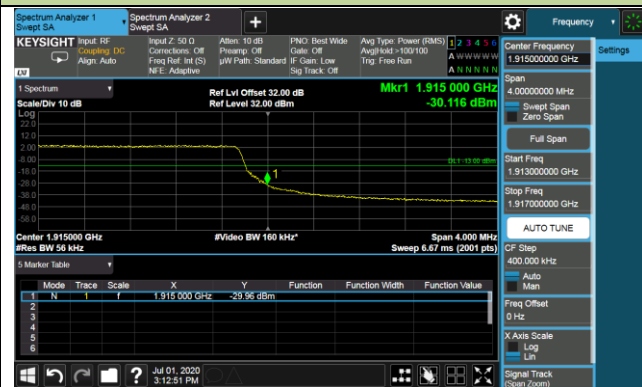 Spectrum Analyzer 1
Swept SA
Spectrum Analyzer 2
Swept SA
+
Frequency
KEYSIGHT
Input: RF
Coupling: DC
Align: Auto
Input Z: 50 Ω
Corrections: Off
Freq Ref: Int (S)
NFE: Adaptive
Atten: 10 dB
Preamp: Off
µW Path: Standard
PNO: Best Wide
Gate: Off
IF Gain: Low
Sig Track: Off
Avg Type: Power (RMS)
Avg|Hold:>100/100
Trig: Free Run
1 2 3 4 5 6
A W W W W W
A N N N N N
LXI
1 Spectrum
Scale/Div 10 dB
Ref Lvl Offset 32.00 dB
Ref Level 32.00 dBm
Mkr1 1.915 000 GHz
-30.116 dBm
Log
22.0
12.0
2.00
-8.00
-18.0
-28.0
-38.0
-48.0
-58.0
DL1 -13.00 dBm
1
Center 1.915000 GHz
#Res BW 56 kHz
#Video BW 160 kHz*
Span 4.000 MHz
Sweep 6.67 ms (2001 pts)
5 Marker Table
Mode Trace Scale X Y Function Function Width Function Value
1 N 1 f 1.915 000 GHz -29.96 dBm
2
3
4
5
6
Jul 01, 2020
3:12:51 PM
Center Frequency
1.915000000 GHz
Span
4.00000000 MHz
Swept Span
Zero Span
Full Span
Start Freq
1.913000000 GHz
Stop Freq
1.917000000 GHz
AUTO TUNE
CF Step
400.000 kHz
Auto
Man
Freq Offset
0 Hz
X Axis Scale
Log
Lin
Signal Track
(Span Zoom)
Settings